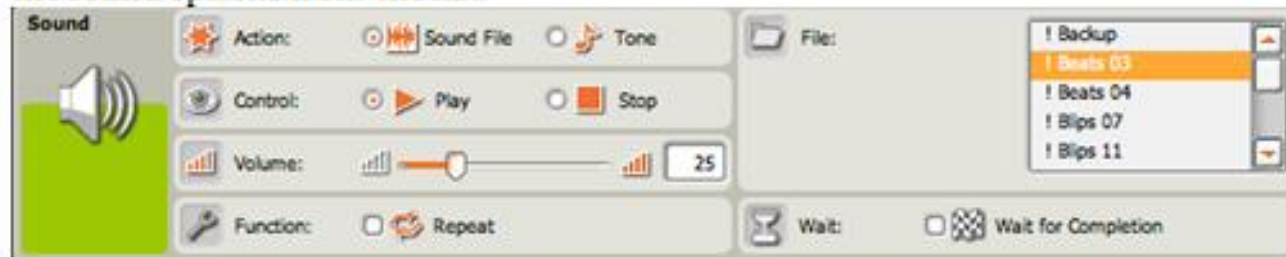 Sound
Action: Sound File Tone
Control: Play Stop
Volume: 25
Function: Repeat
File: ! Backup
! Beats 03
! Beats 04
! Blips 07
! Blips 11
Wait: Wait for Completion